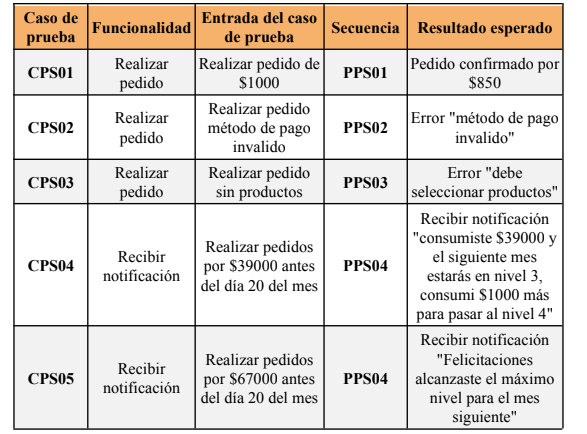 Caso de prueba | Funcionalidad | Entrada del caso de prueba | Secuencia | Resultado esperado
CPS01 | Realizar pedido | Realizar pedido de $1000 | PPS01 | Pedido confirmado por $850
CPS02 | Realizar pedido | Realizar pedido método de pago invalido | PPS02 | Error "método de pago invalido"
CPS03 | Realizar pedido | Realizar pedido sin productos | PPS03 | Error "debe seleccionar productos"
CPS04 | Recibir notificación | Realizar pedidos por $39000 antes del día 20 del mes | PPS04 | Recibir notificación "consumiste $39000 y el siguiente mes estarás en nivel 3, consumi $1000 más para pasar al nivel 4"
CPS05 | Recibir notificación | Realizar pedidos por $67000 antes del día 20 del mes | PPS04 | Recibir notificación "Felicitaciones alcanzaste el máximo nivel para el mes siguiente"